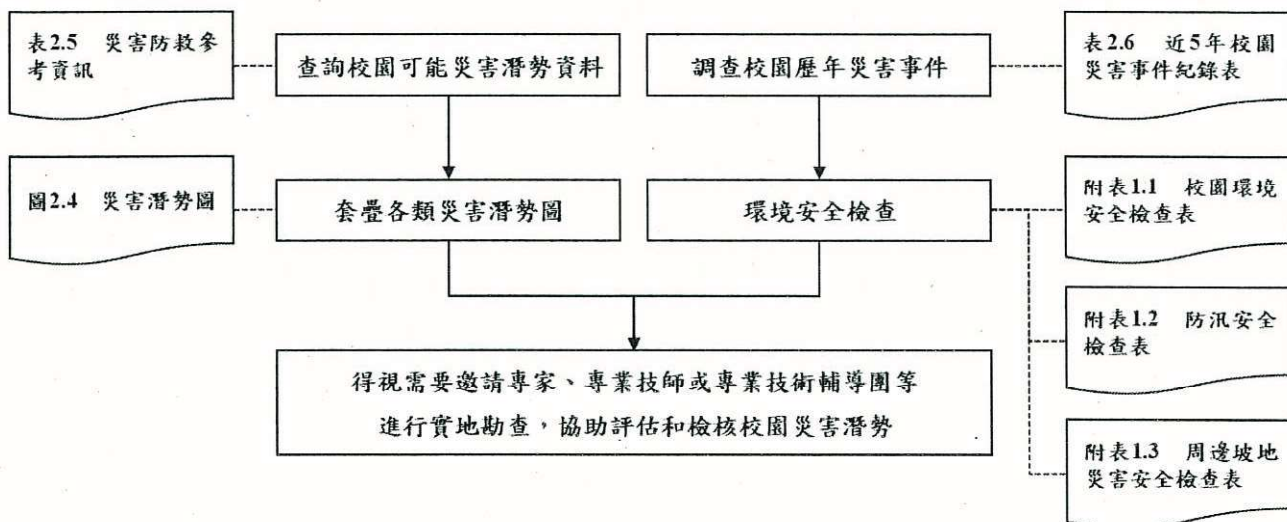 表2.5 災害防救參
考資訊
查詢校園可能災害潛勢資料
調查校園歷年災害事件
表2.6 近5年校園
災害事件紀錄表
圖2.4 災害潛勢圖
套疊各類災害潛勢圖
環境安全檢查
附表1.1 校園環境
安全檢查表
附表1.2 防汛安全
檢查表
得視需要邀請專家、專業技師或專業技術輔導團等
進行實地勘查，協助評估和檢核校園災害潛勢
附表1.3 周邊坡地
災害安全檢查表